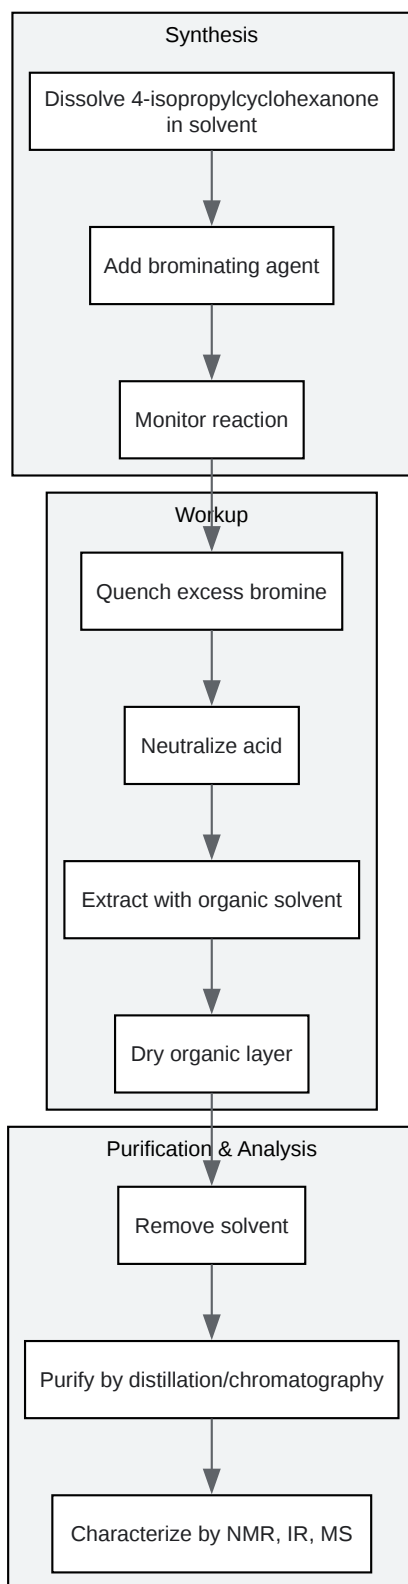 Synthesis
Dissolve 4-isopropylcyclohexanone
in solvent
Add brominating agent
Monitor reaction
Workup
Quench excess bromine
Neutralize acid
Extract with organic solvent
Dry organic layer
Purification & Analysis
Remove solvent
Purify by distillation/chromatography
Characterize by NMR, IR, MS